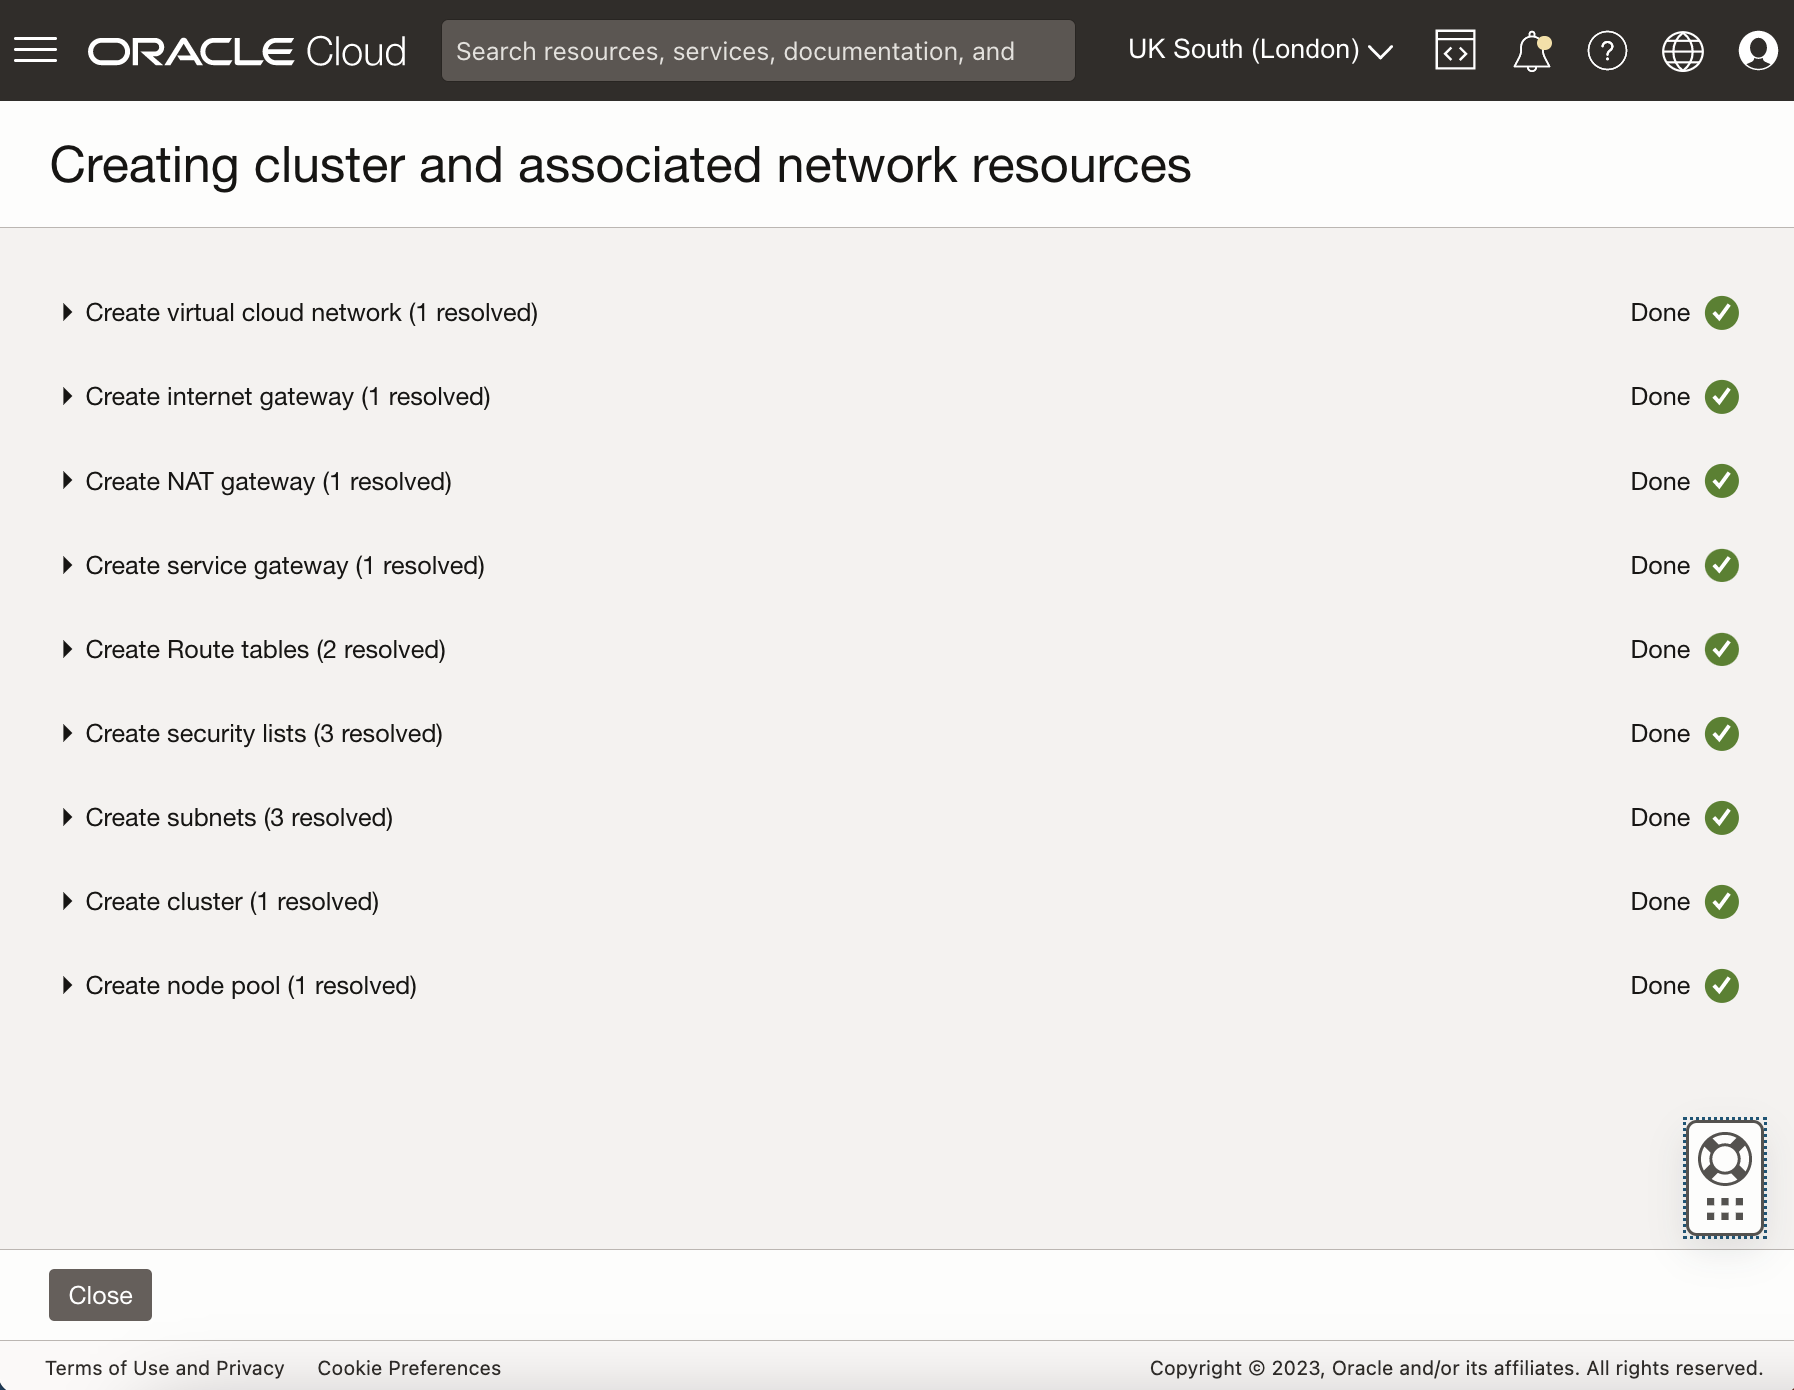 ORACLE Cloud
Search resources, services, documentation, and
UK South (London)
Creating cluster and associated network resources
Create virtual cloud network (1 resolved) Done
Create internet gateway (1 resolved) Done
Create NAT gateway (1 resolved) Done
Create service gateway (1 resolved) Done
Create Route tables (2 resolved) Done
Create security lists (3 resolved) Done
Create subnets (3 resolved) Done
Create cluster (1 resolved) Done
Create node pool (1 resolved) Done
Close
Terms of Use and Privacy Cookie Preferences Copyright © 2023, Oracle and/or its affiliates. All rights reserved.